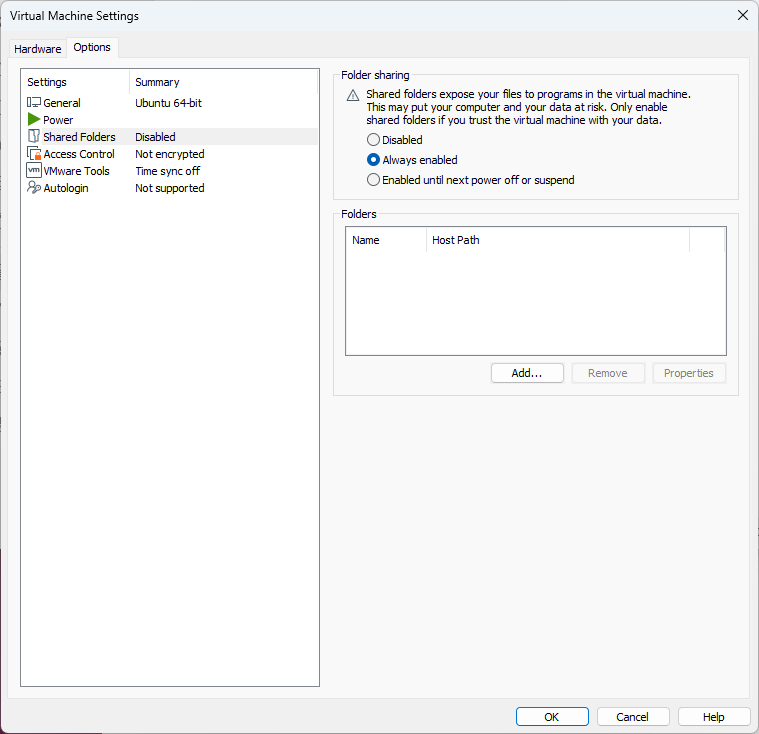 Virtual Machine Settings
Hardware
Options
Settings
Summary
General
Ubuntu 64-bit
Power
Shared Folders
Disabled
Access Control
Not encrypted
vm
VMware Tools
Time sync off
Autologin
Not supported
Folder sharing
Shared folders expose your files to programs in the virtual machine.
This may put your computer and your data at risk. Only enable
shared folders if you trust the virtual machine with your data.
Disabled
Always enabled
Enabled until next power off or suspend
Folders
Name
Host Path
Add...
Remove
Properties
OK
Cancel
Help